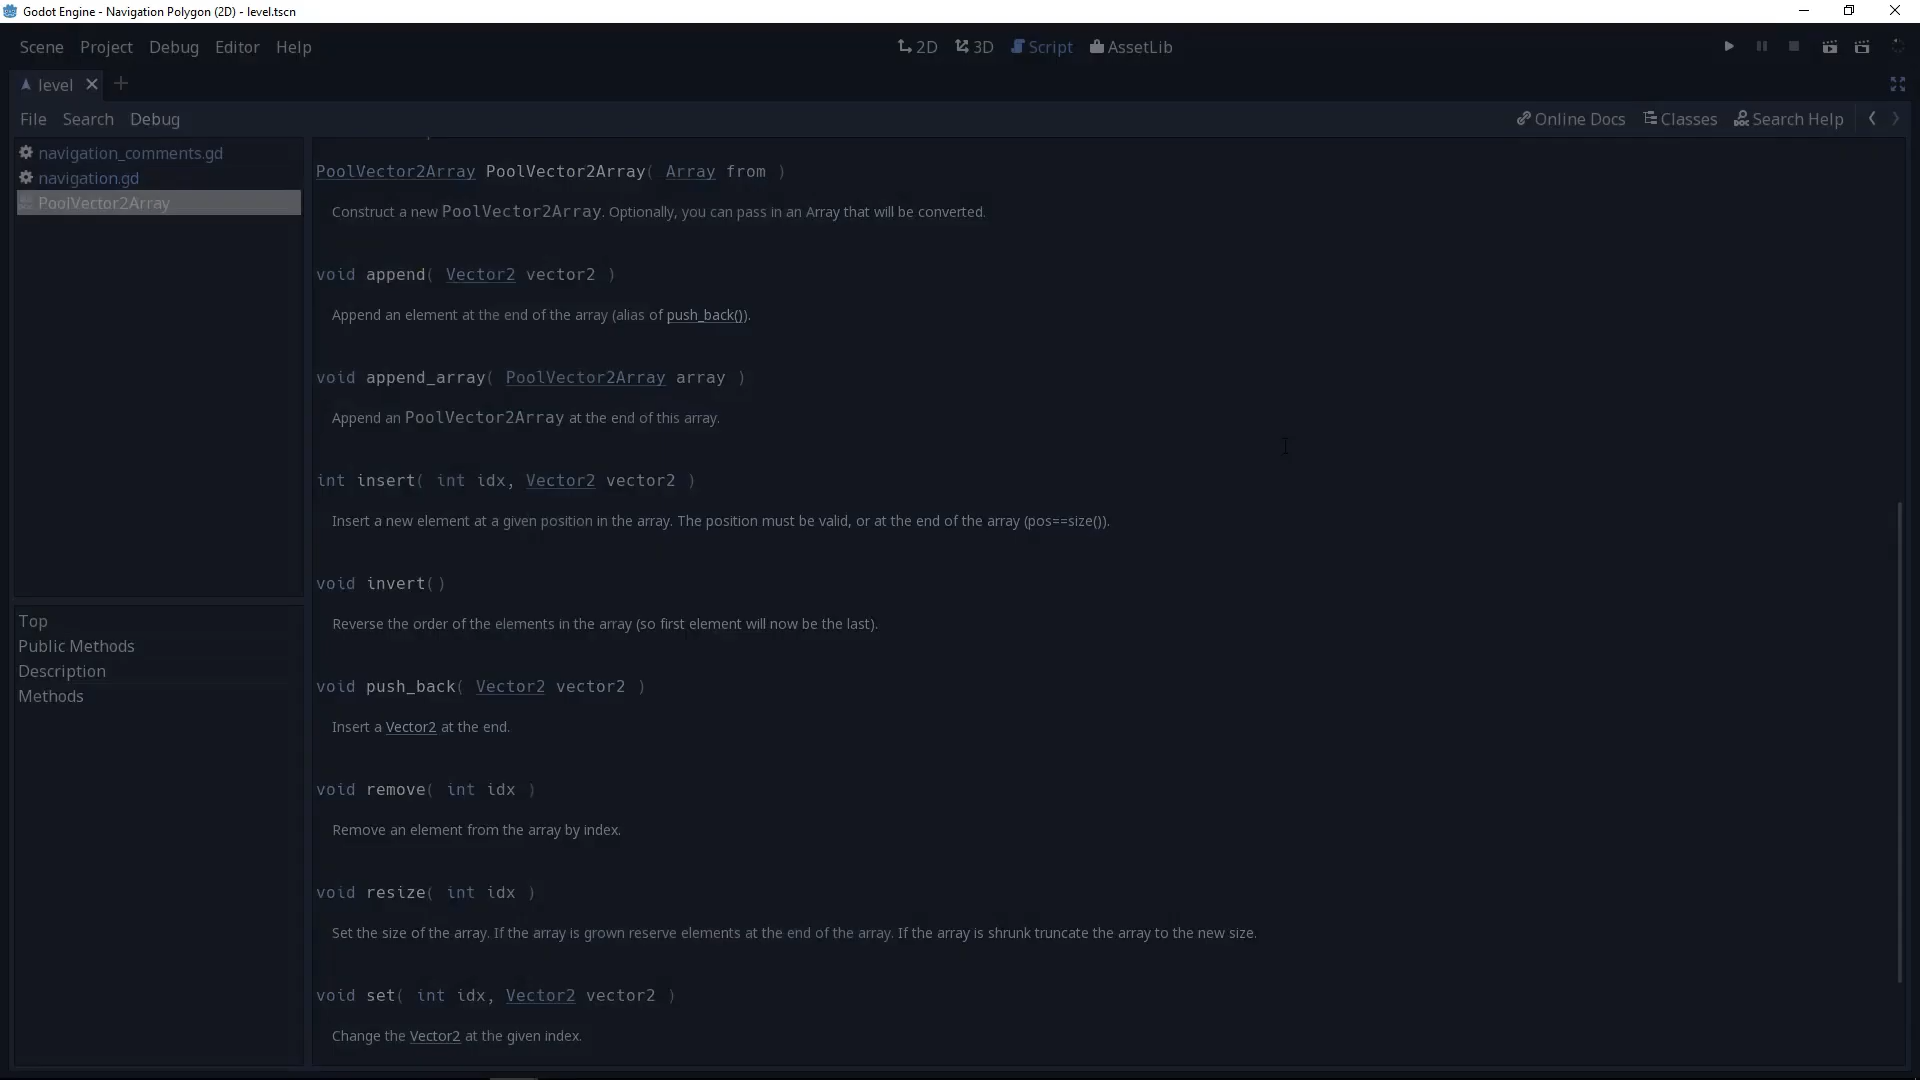 Godot Engine - Navigation Polygon (2D) - level.tscn
Scene Project Debug Editor Help
2D 3D Script AssetLib
level
File Search Debug
Online Docs Classes Search Help
navigation_comments.gd
navigation.gd
PoolVector2Array
Top
Public Methods
Description
Methods
PoolVector2Array PoolVector2Array( Array from )
Construct a new PoolVector2Array. Optionally, you can pass in an Array that will be converted.
void append( Vector2 vector2 )
Append an element at the end of the array (alias of push_back()).
void append_array( PoolVector2Array array )
Append an PoolVector2Array at the end of this array.
int insert( int idx, Vector2 vector2 )
Insert a new element at a given position in the array. The position must be valid, or at the end of the array (pos==size()).
void invert()
Reverse the order of the elements in the array (so first element will now be the last).
void push_back( Vector2 vector2 )
Insert a Vector2 at the end.
void remove( int idx )
Remove an element from the array by index.
void resize( int idx )
Set the size of the array. If the array is grown reserve elements at the end of the array. If the array is shrunk truncate the array to the new size.
void set( int idx, Vector2 vector2 )
Change the Vector2 at the given index.